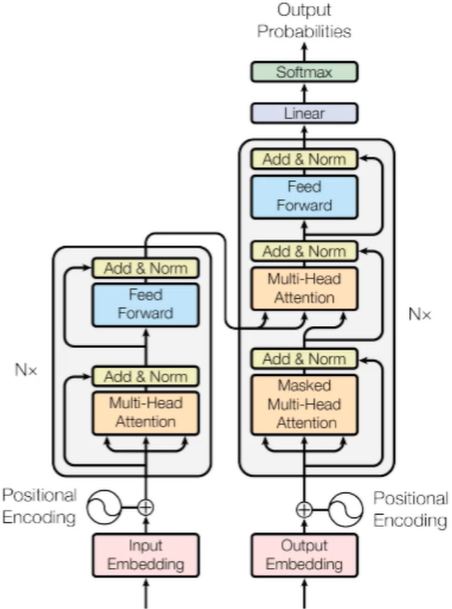 Output
Probabilities
Softmax
Linear
Add & Norm
Feed
Forward
Add & Norm
Multi-Head
Attention
Nx
Add & Norm
Masked
Multi-Head
Attention
Add & Norm
Feed
Forward
Nx
Add & Norm
Multi-Head
Attention
Positional
Encoding
Positional
Encoding
Input
Embedding
Output
Embedding